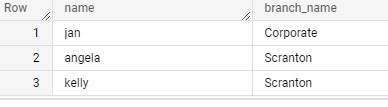 Row name branch_name
1 jan Corporate
2 angela Scranton
3 kelly Scranton